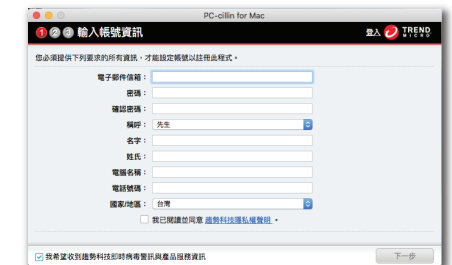 PC-cillin for Mac
1 2 3 輸入帳號資訊
登入 TREND MICRO
您必須提供下列要求的所有資訊，才能設定帳號以註冊此程式。
電子郵件信箱：
密碼：
確認密碼：
稱呼： 先生
名字：
姓氏：
電腦名稱：
電話號碼：
國家/地區： 台灣
我已閱讀並同意 趨勢科技隱私權聲明 。
我希望收到趨勢科技即時病毒警訊與產品服務資訊
下一步